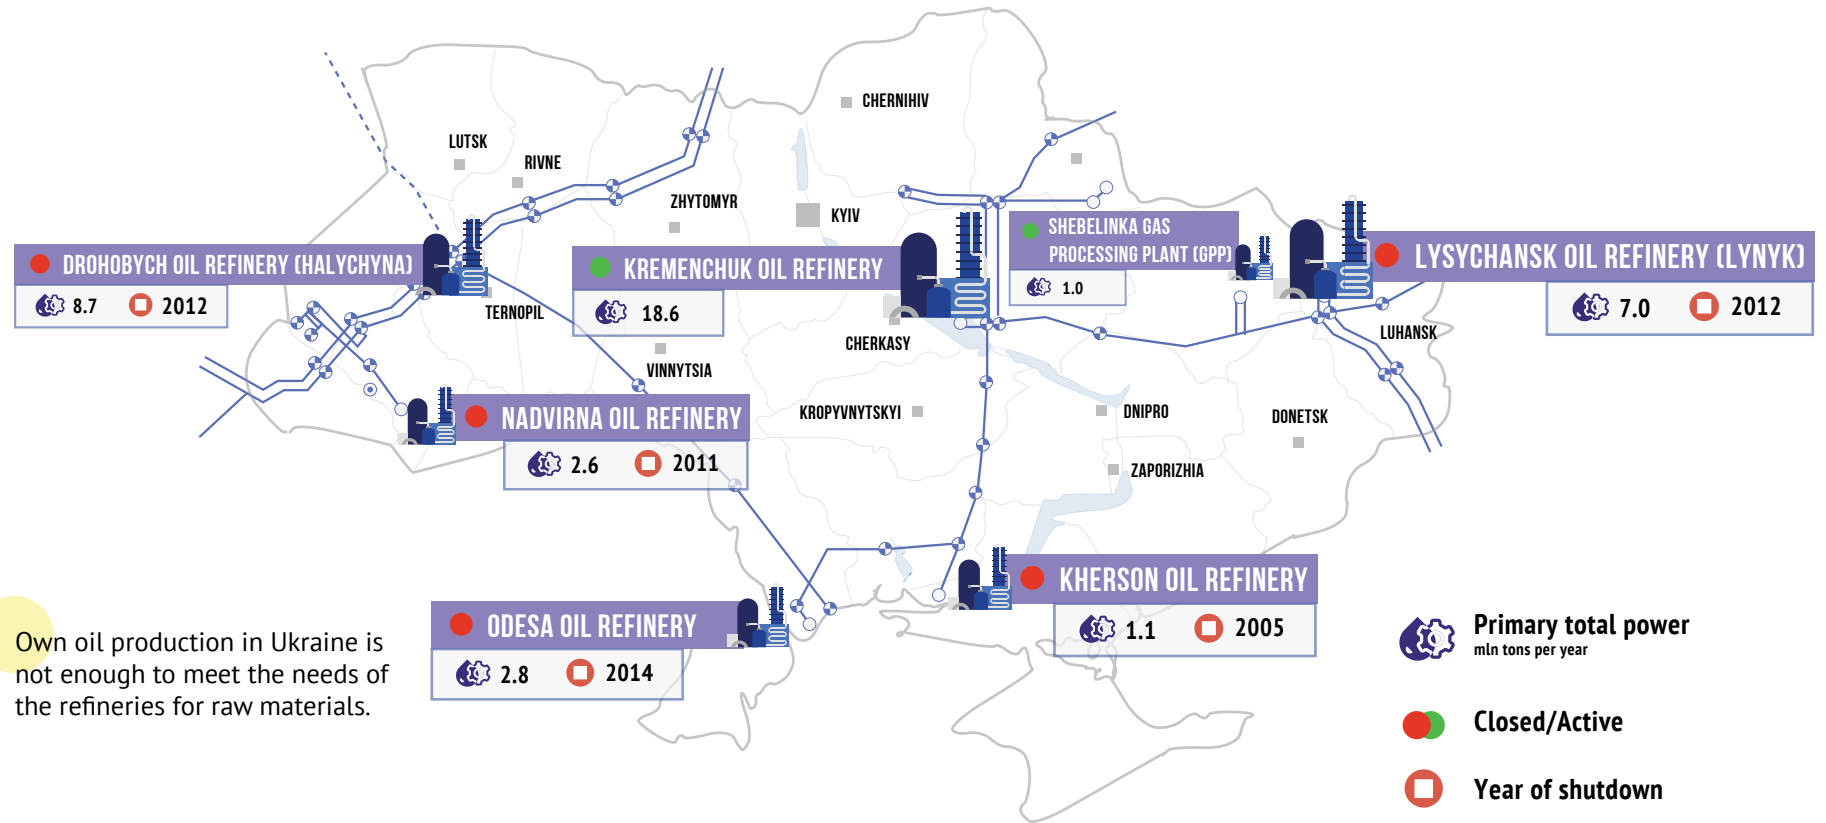 CHERNIHIV
LUTSK
RIVNE
ZHYTOMYR
KYIV
SHEBELINKA GAS
PROCESSING PLANT (GPP)
1.0
DROHOBYCH OIL REFINERY (HALYCHYNA)
8.7
2012
KREMENCHUK OIL REFINERY
18.6
LYSYCHANSK OIL REFINERY (LYNYK)
7.0
2012
TERNOPIL
CHERKASY
LUHANSK
VINNYTSIA
NADVIRNA OIL REFINERY
2.6
2011
KROPYVNYTSKYI
DNIPRO
DONETSK
ZAPORIZHIA
KHERSON OIL REFINERY
1.1
2005
ODESA OIL REFINERY
2.8
2014
Own oil production in Ukraine is
not enough to meet the needs of
the refineries for raw materials.
Primary total power
mln tons per year
Closed/Active
Year of shutdown